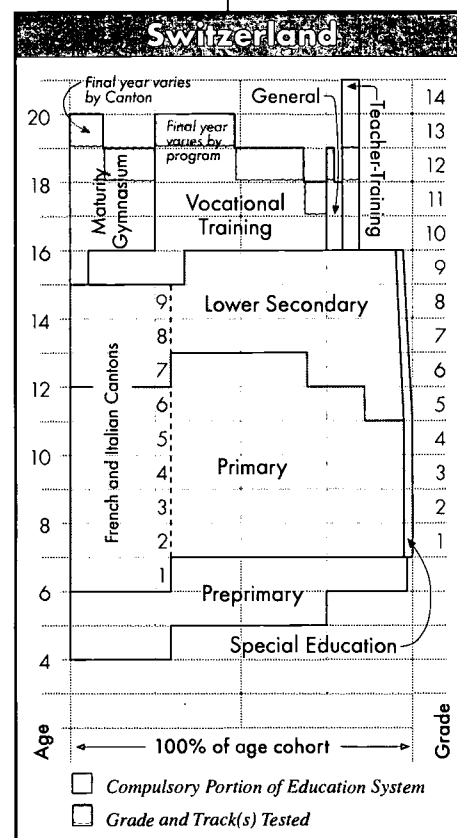 Switzerland
Final year varies
by Canton
General
Teacher-Training
Final year
varies by
program
Maturity
Gymnasium
Vocational
Training
Lower Secondary
French and Italian Cantons
Primary
Preprimary
Special Education
20
18
16
14
12
10
8
6
4
14
13
12
11
10
9
8
7
6
5
4
3
2
1
9
8
7
6
5
4
3
2
1
Age
100% of age cohort
Grade
Compulsory Portion of Education System
Grade and Track(s) Tested